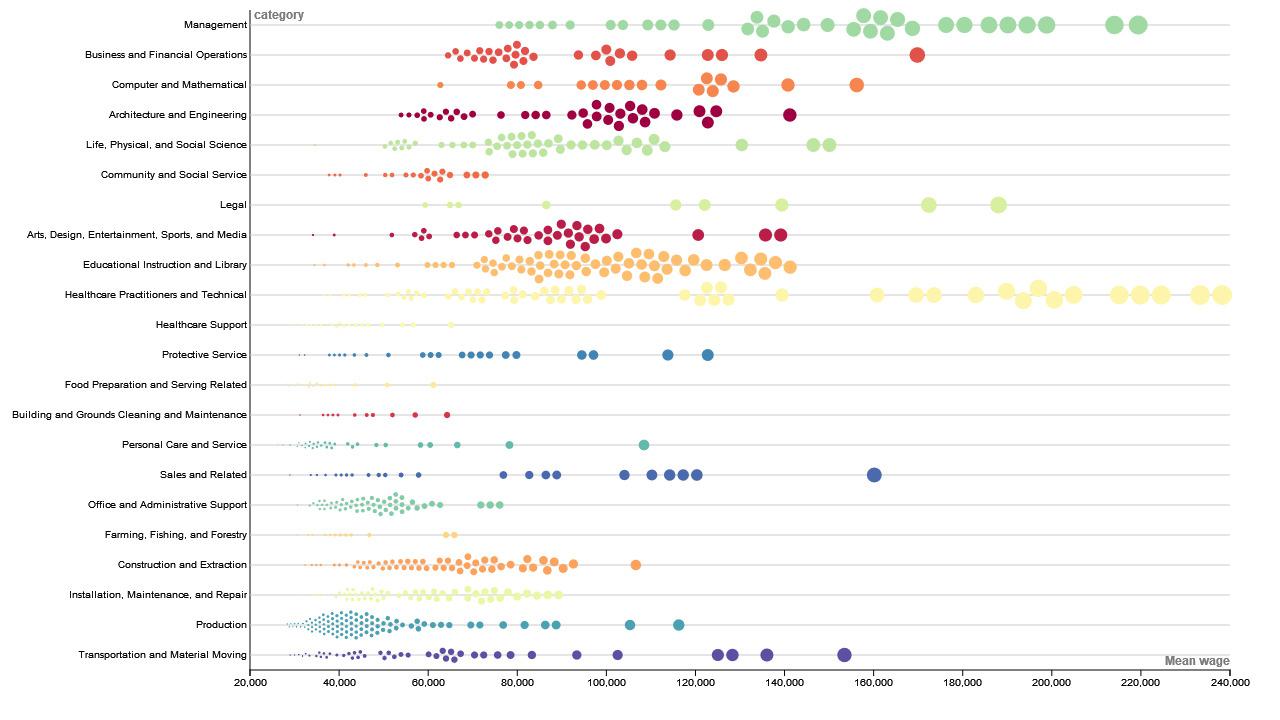 category
Management
Business and Financial Operations
Computer and Mathematical
Architecture and Engineering
Life, Physical, and Social Science
Community and Social Service
Legal
Arts, Design, Entertainment, Sports, and Media
Educational Instruction and Library
Healthcare Practitioners and Technical
Healthcare Support
Protective Service
Food Preparation and Serving Related
Building and Grounds Cleaning and Maintenance
Personal Care and Service
Sales and Related
Office and Administrative Support
Farming, Fishing, and Forestry
Construction and Extraction
Installation, Maintenance, and Repair
Production
Transportation and Material Moving
Mean wage
20,000 40,000 60,000 80,000 100,000 120,000 140,000 160,000 180,000 200,000 220,000 240,000